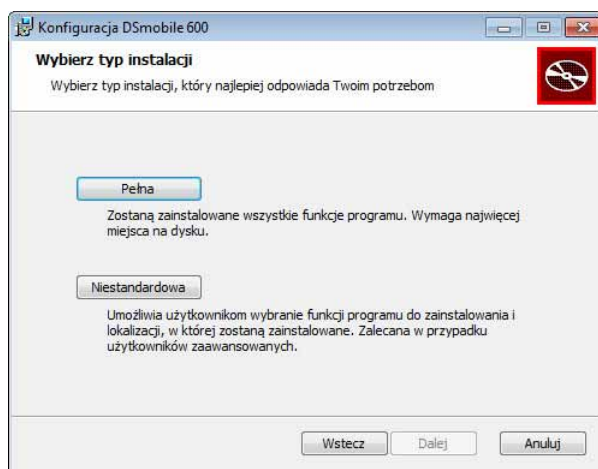 Konfiguracja DSmobile 600
Wybierz typ instalacji
Wybierz typ instalacji, który najlepiej odpowiada Twoim potrzebom
Pełna
Zostaną zainstalowane wszystkie funkcje programu. Wymaga najwięcej
miejsca na dysku.
Niestandardowa
Umożliwia użytkownikom wybranie funkcji programu do zainstalowania i
lokalizacji, w której zostaną zainstalowane. Zalecana w przypadku
użytkowników zaawansowanych.
Wstecz Dalej Anuluj